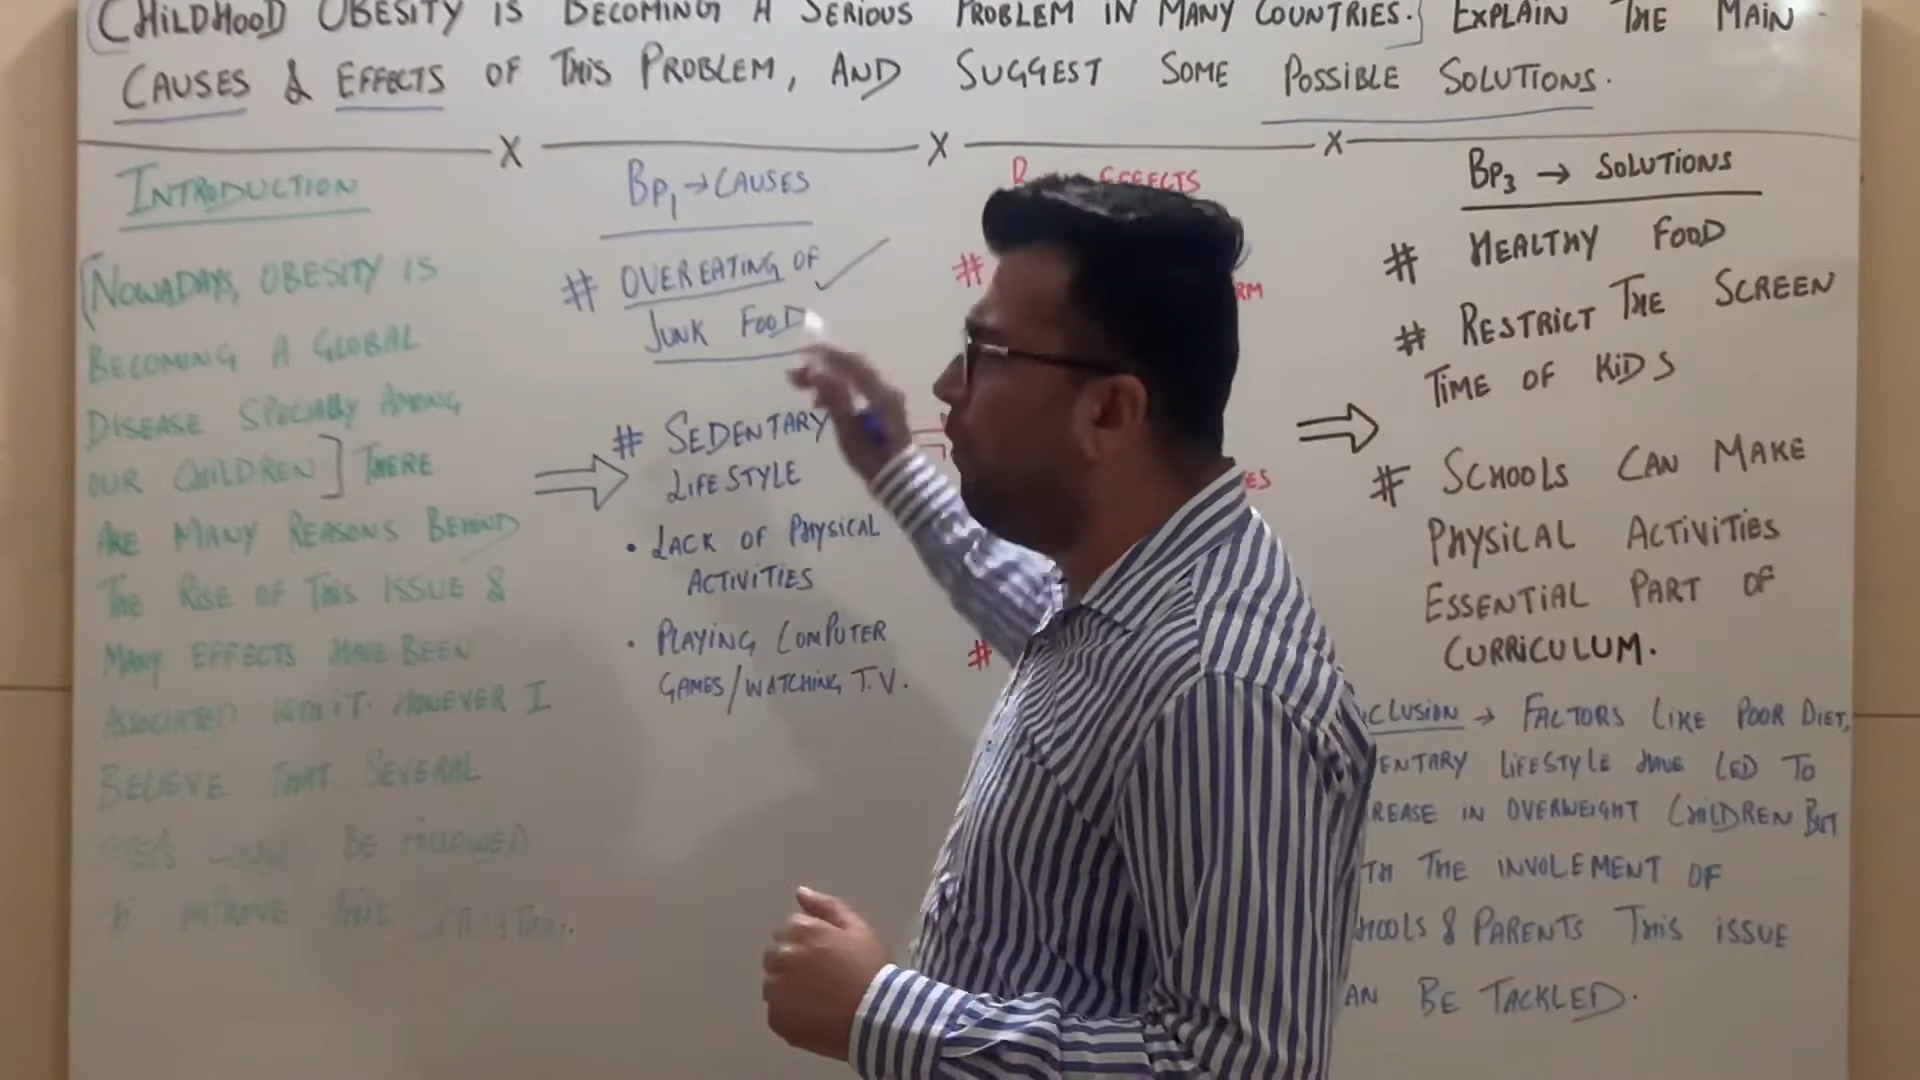 CHILDHOOD OBESITY IS BECOMING A SERIOUS PROBLEM IN MANY COUNTRIES. EXPLAIN THE MAIN
CAUSES & EFFECTS OF THIS PROBLEM, AND SUGGEST SOME POSSIBLE SOLUTIONS.
INTRODUCTION
[NOWADAYS, OBESITY IS
BECOMING A GLOBAL
DISEASE SPECIALLY AMONG
OUR CHILDREN] THERE
ARE MANY REASONS BEHIND
THE RISE OF THIS ISSUE &
MANY EFFECTS HAVE BEEN
ASSOCIATED WITH IT. HOWEVER I
BELIEVE THAT SEVERAL
BE FOLLOWED
THIS
BP1 → CAUSES
# OVEREATING OF
JUNK FOOD
# SEDENTARY
LIFESTYLE
• LACK OF PHYSICAL
ACTIVITIES
• PLAYING COMPUTER
GAMES/WATCHING T.V.
EFFECTS
#
#
BP3 → SOLUTIONS
# HEALTHY FOOD
# RESTRICT THE SCREEN
TIME OF KIDS
# SCHOOLS CAN MAKE
PHYSICAL ACTIVITIES
ESSENTIAL PART OF
CURRICULUM.
CLUSION → FACTORS LIKE POOR DIET,
ENTARY LIFESTYLE HAVE LED TO
REASE IN OVERWEIGHT CHILDREN BUT
TH THE INVOLEMENT OF
HOOLS & PARENTS THIS ISSUE
AN BE TACKLED.